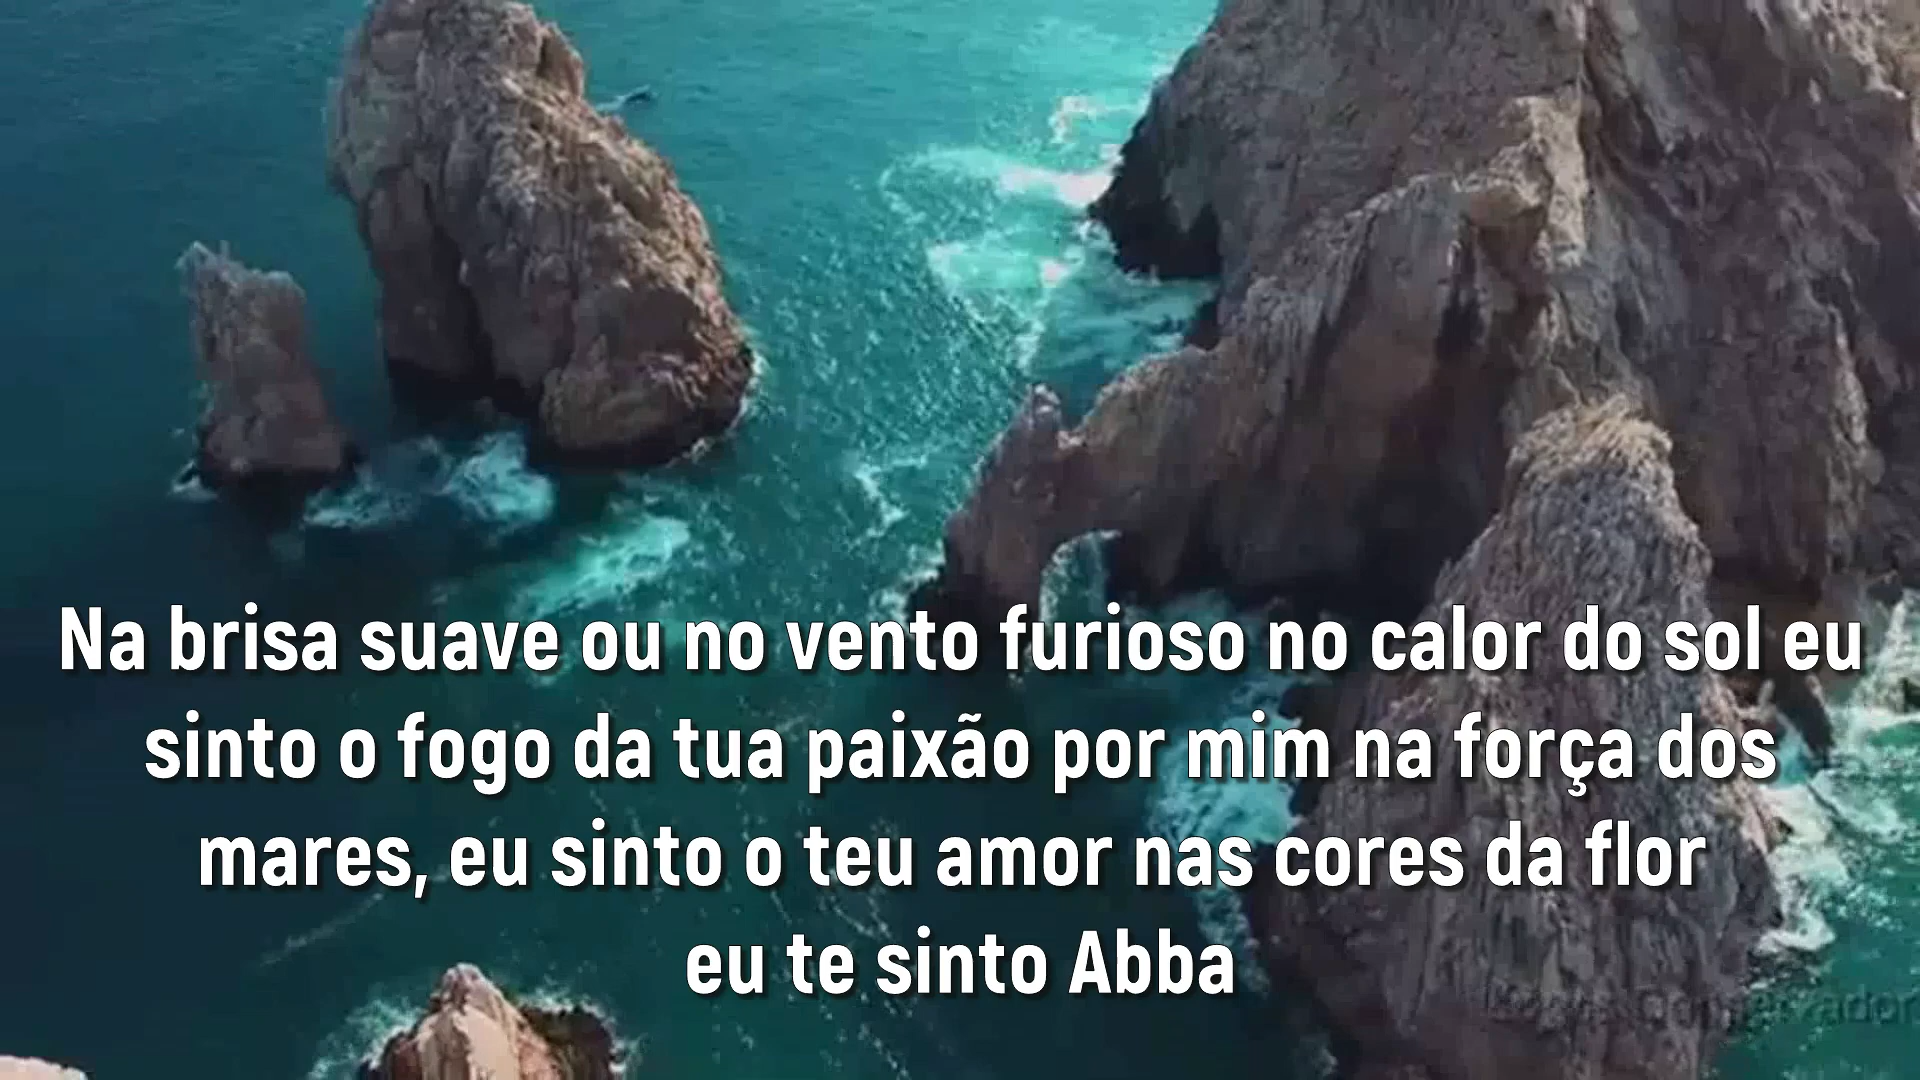 Na brisa suave ou no vento furioso no calor do sol eu
sinto o fogo da tua paixão por mim na força dos
mares, eu sinto o teu amor nas cores da flor
eu te sinto Abba